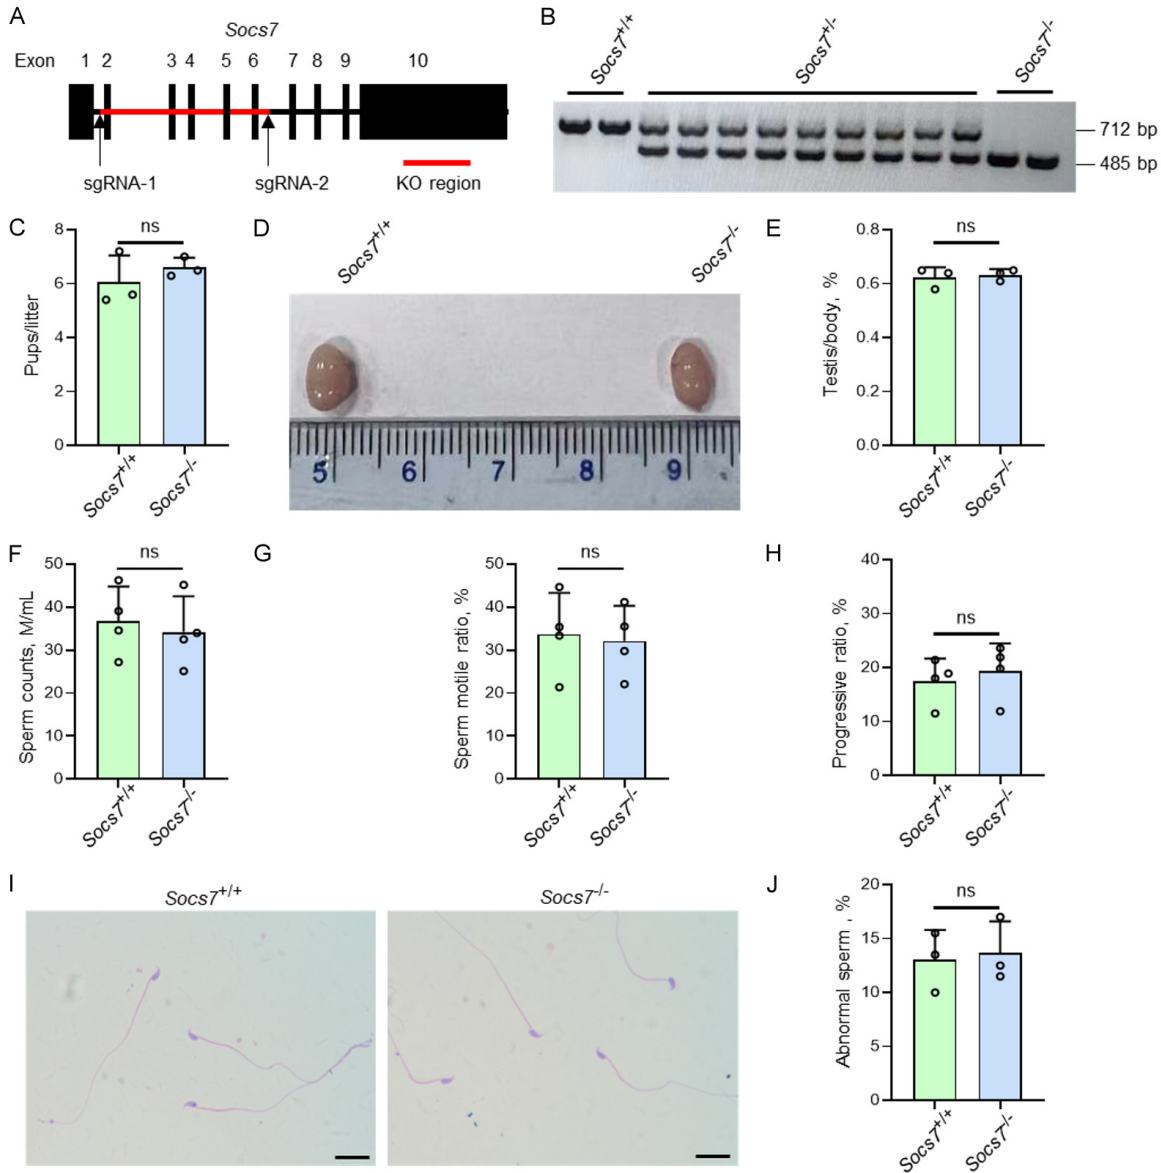 A
Socs7
Exon 1 2 3 4 5 6 7 8 9 10
sgRNA-1 sgRNA-2 KO region
B
Socs7+/+ Socs7+/- Socs7-/-
712 bp
485 bp
C
ns
8
6
4
2
0
Pups/litter
Socs7+/+ Socs7-/-
D
Socs7+/+ Socs7-/-
5 6 7 8 9
E
ns
0.8
0.6
0.4
0.2
0.0
Testis/body, %
Socs7+/+ Socs7-/-
F
ns
50
40
30
20
10
0
Sperm counts, M/mL
Socs7+/+ Socs7-/-
G
ns
50
40
30
20
10
0
Sperm motile ratio, %
Socs7+/+ Socs7-/-
H
ns
40
30
20
10
0
Progressive ratio, %
Socs7+/+ Socs7-/-
I
Socs7+/+ Socs7-/-
J
ns
20
15
10
5
0
Abnormal sperm , %
Socs7+/+ Socs7-/-